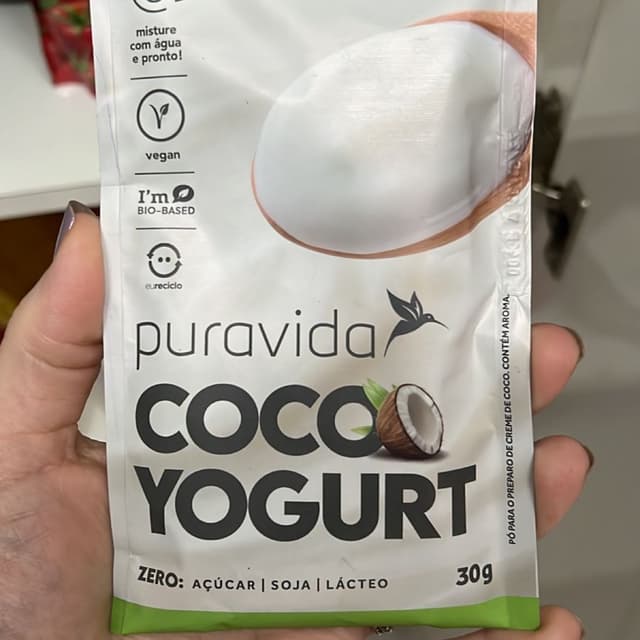 misture
com água
e pronto!
vegan
I'm
BIO-BASED
eureciclo
puravida
COCO
YOGURT
ZERO: AÇÚCAR | SOJA | LÁCTEO
30g
PÓ PARA O PREPARO DE CREME DE COCO. CONTÉM AROMA.